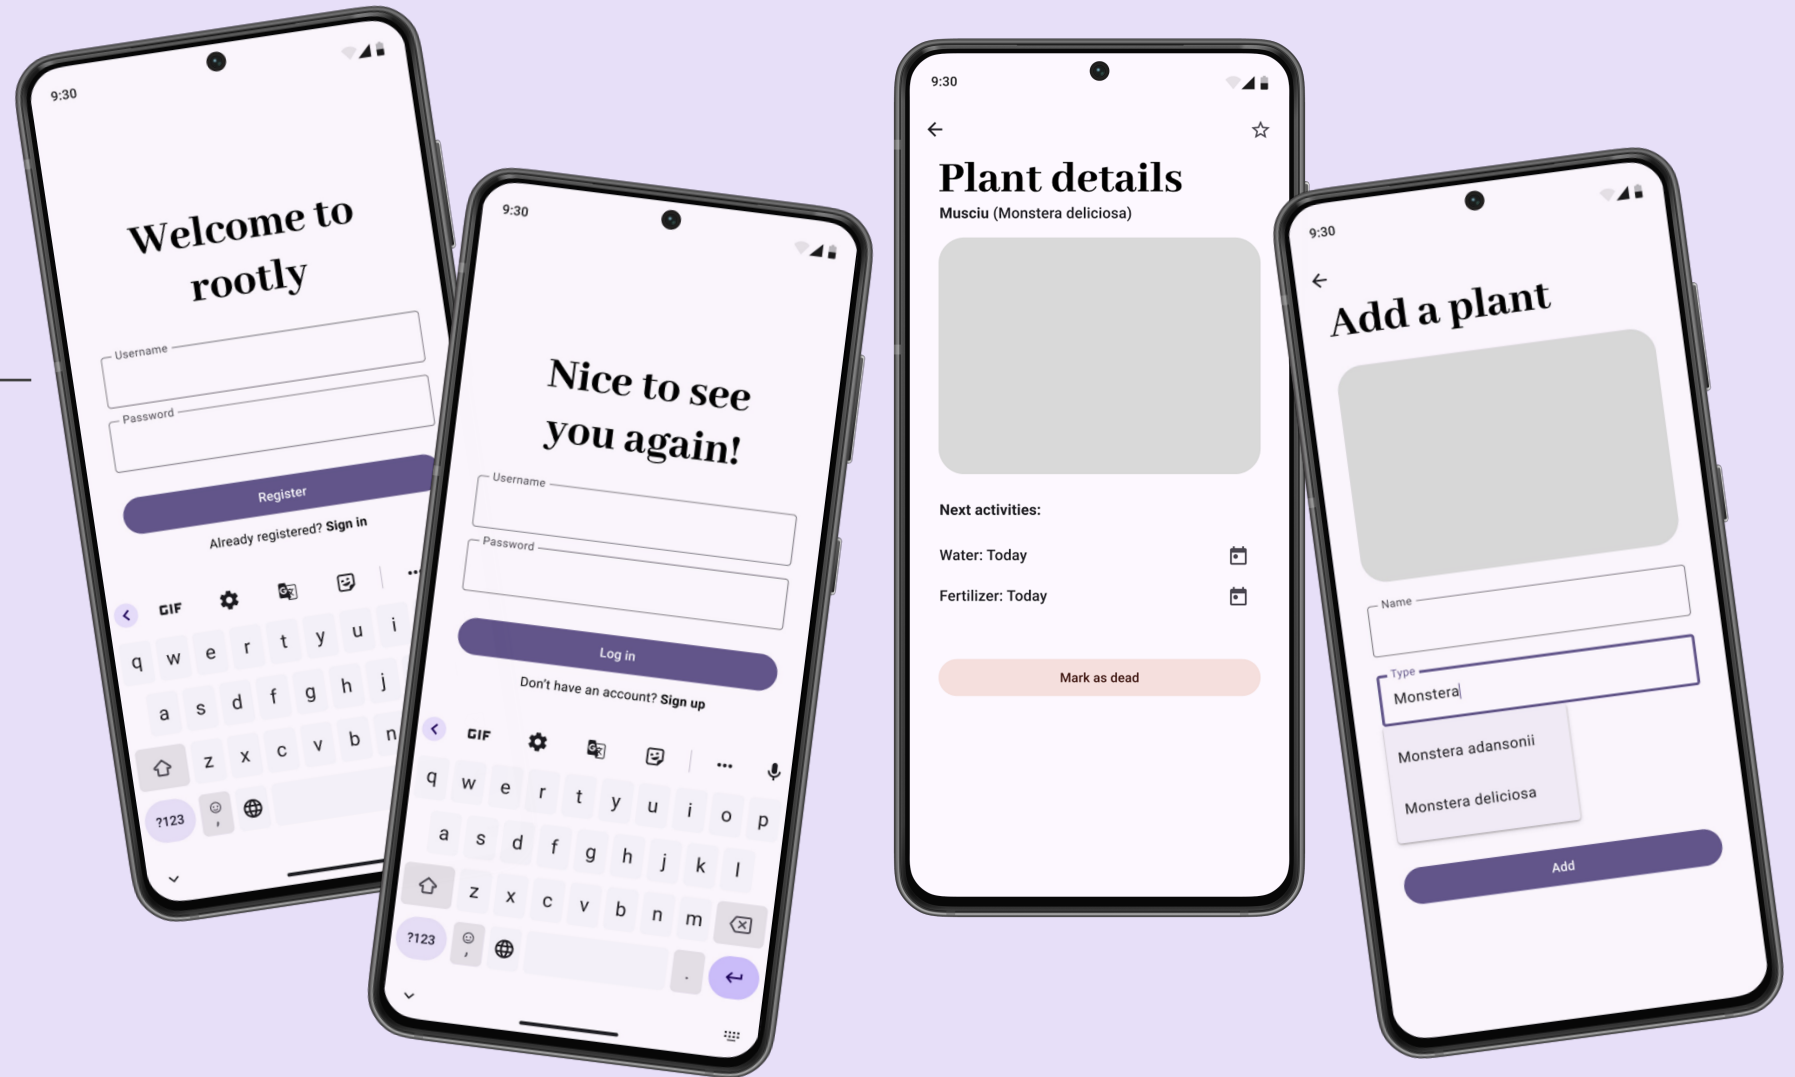 9:30
Welcome to
rootly
Username
Password
Register
Already registered? Sign in
GIF
q w e r t y u i
a s d f g h j
z x c v b n
?123 ,
9:30
Nice to see
you again!
Username
Password
Log in
Don't have an account? Sign up
GIF
q w e r t y u i o p
a s d f g h j k l
z x c v b n m
?123 , .
9:30
Plant details
Musciu (Monstera deliciosa)
Next activities:
Water: Today
Fertilizer: Today
Mark as dead
9:30
Add a plant
Name
Type
Monstera
Monstera adansonii
Monstera deliciosa
Add